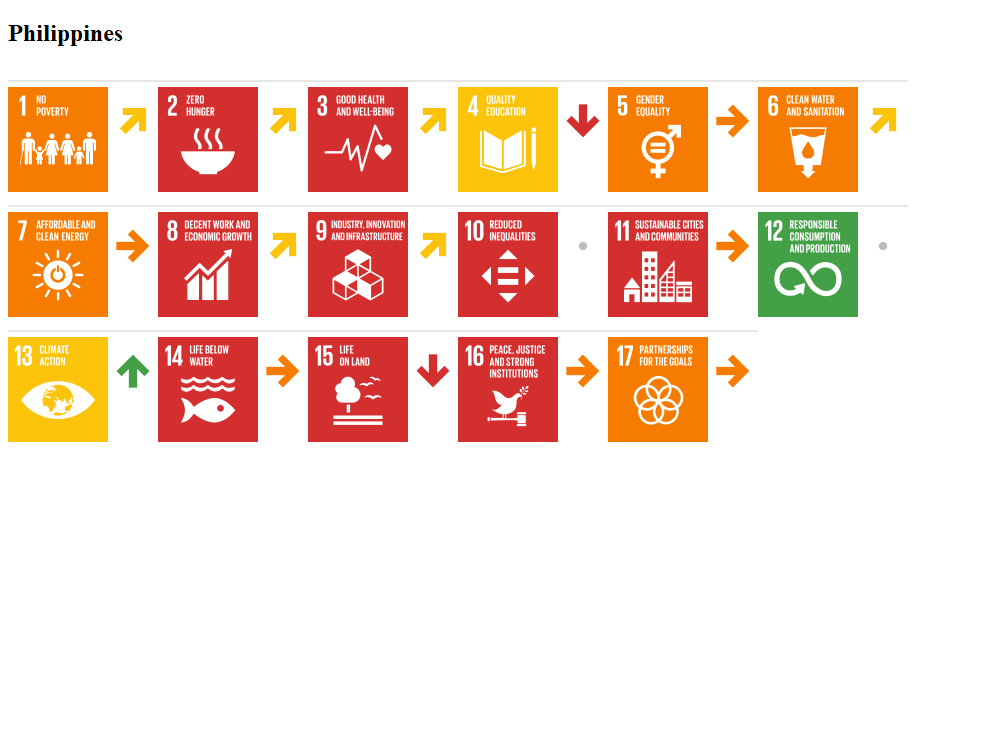 Philippines
1 NO
POVERTY
2 ZERO
HUNGER
3 GOOD HEALTH
AND WELL-BEING
4 QUALITY
EDUCATION
5 GENDER
EQUALITY
6 CLEAN WATER
AND SANITATION
7 AFFORDABLE AND
CLEAN ENERGY
8 DECENT WORK AND
ECONOMIC GROWTH
9 INDUSTRY, INNOVATION
AND INFRASTRUCTURE
10 REDUCED
INEQUALITIES
11 SUSTAINABLE CITIES
AND COMMUNITIES
12 RESPONSIBLE
CONSUMPTION
AND PRODUCTION
13 CLIMATE
ACTION
14 LIFE BELOW
WATER
15 LIFE
ON LAND
16 PEACE, JUSTICE
AND STRONG
INSTITUTIONS
17 PARTNERSHIPS
FOR THE GOALS